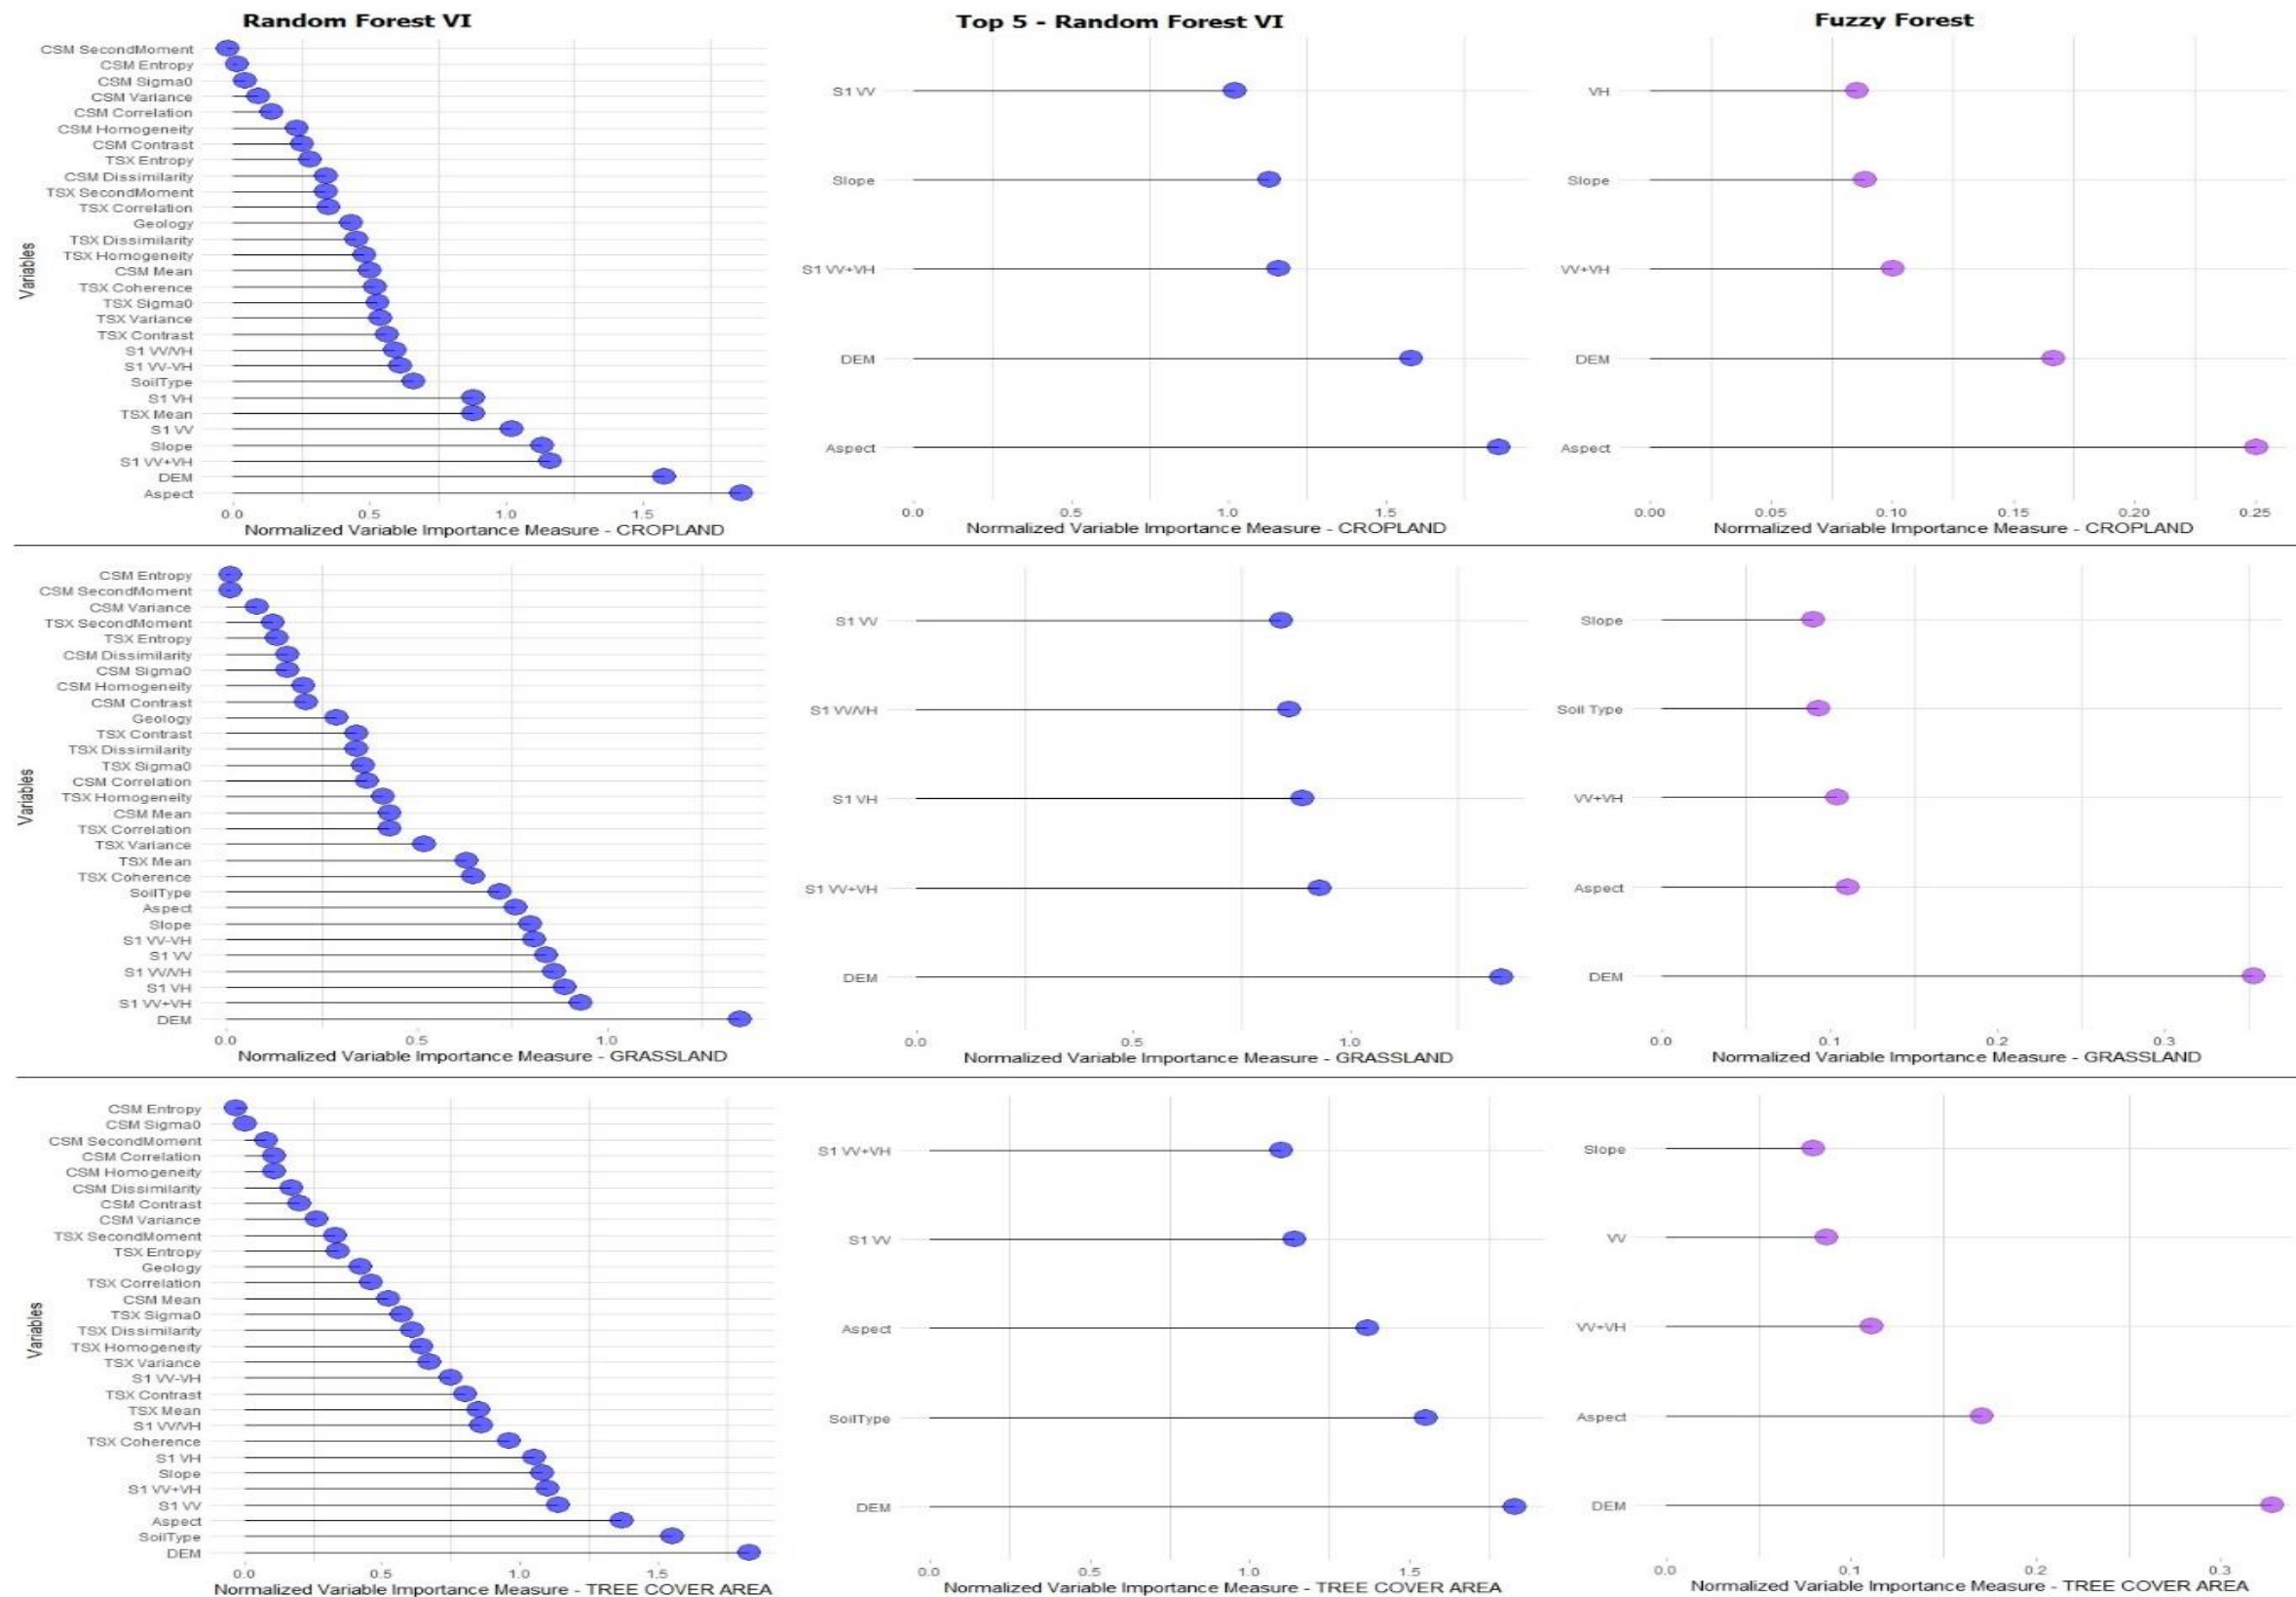 Random Forest VI
Top 5 - Random Forest VI
Fuzzy Forest
Variables
CSM SecondMoment
CSM Entropy
CSM Sigma0
CSM Variance
CSM Correlation
CSM Homogeneity
CSM Contrast
TSX Entropy
CSM Dissimilarity
TSX SecondMoment
TSX Correlation
Geology
TSX Dissimilarity
TSX Homogeneity
CSM Mean
TSX Coherence
TSX Sigma0
TSX Variance
TSX Contrast
S1 VV/VH
S1 VV-VH
SoilType
S1 VH
TSX Mean
S1 VV
Slope
S1 VV+VH
DEM
Aspect
0.0 0.5 1.0 1.5
Normalized Variable Importance Measure - CROPLAND
S1 VV
Slope
S1 VV+VH
DEM
Aspect
0.0 0.5 1.0 1.5
Normalized Variable Importance Measure - CROPLAND
VH
Slope
VV+VH
DEM
Aspect
0.00 0.05 0.10 0.15 0.20 0.25
Normalized Variable Importance Measure - CROPLAND
Variables
CSM Entropy
CSM SecondMoment
CSM Variance
TSX SecondMoment
TSX Entropy
CSM Dissimilarity
CSM Sigma0
CSM Homogeneity
CSM Contrast
Geology
TSX Contrast
TSX Dissimilarity
TSX Sigma0
CSM Correlation
TSX Homogeneity
CSM Mean
TSX Correlation
TSX Variance
TSX Mean
TSX Coherence
SoilType
Aspect
Slope
S1 VV-VH
S1 VV
S1 VV/VH
S1 VH
S1 VV+VH
DEM
0.0 0.5 1.0
Normalized Variable Importance Measure - GRASSLAND
S1 VV
S1 VV/VH
S1 VH
S1 VV+VH
DEM
0.0 0.5 1.0
Normalized Variable Importance Measure - GRASSLAND
Slope
Soil Type
VV+VH
Aspect
DEM
0.0 0.1 0.2 0.3
Normalized Variable Importance Measure - GRASSLAND
Variables
CSM Entropy
CSM Sigma0
CSM SecondMoment
CSM Correlation
CSM Homogeneity
CSM Dissimilarity
CSM Contrast
CSM Variance
TSX SecondMoment
TSX Entropy
Geology
TSX Correlation
CSM Mean
TSX Sigma0
TSX Dissimilarity
TSX Homogeneity
TSX Variance
S1 VV-VH
TSX Contrast
TSX Mean
S1 VV/VH
TSX Coherence
S1 VH
Slope
S1 VV+VH
S1 VV
Aspect
SoilType
DEM
0.0 0.5 1.0 1.5
Normalized Variable Importance Measure - TREE COVER AREA
S1 VV+VH
S1 VV
Aspect
SoilType
DEM
0.0 0.5 1.0 1.5
Normalized Variable Importance Measure - TREE COVER AREA
Slope
VV
VV+VH
Aspect
DEM
0.0 0.1 0.2 0.3
Normalized Variable Importance Measure - TREE COVER AREA